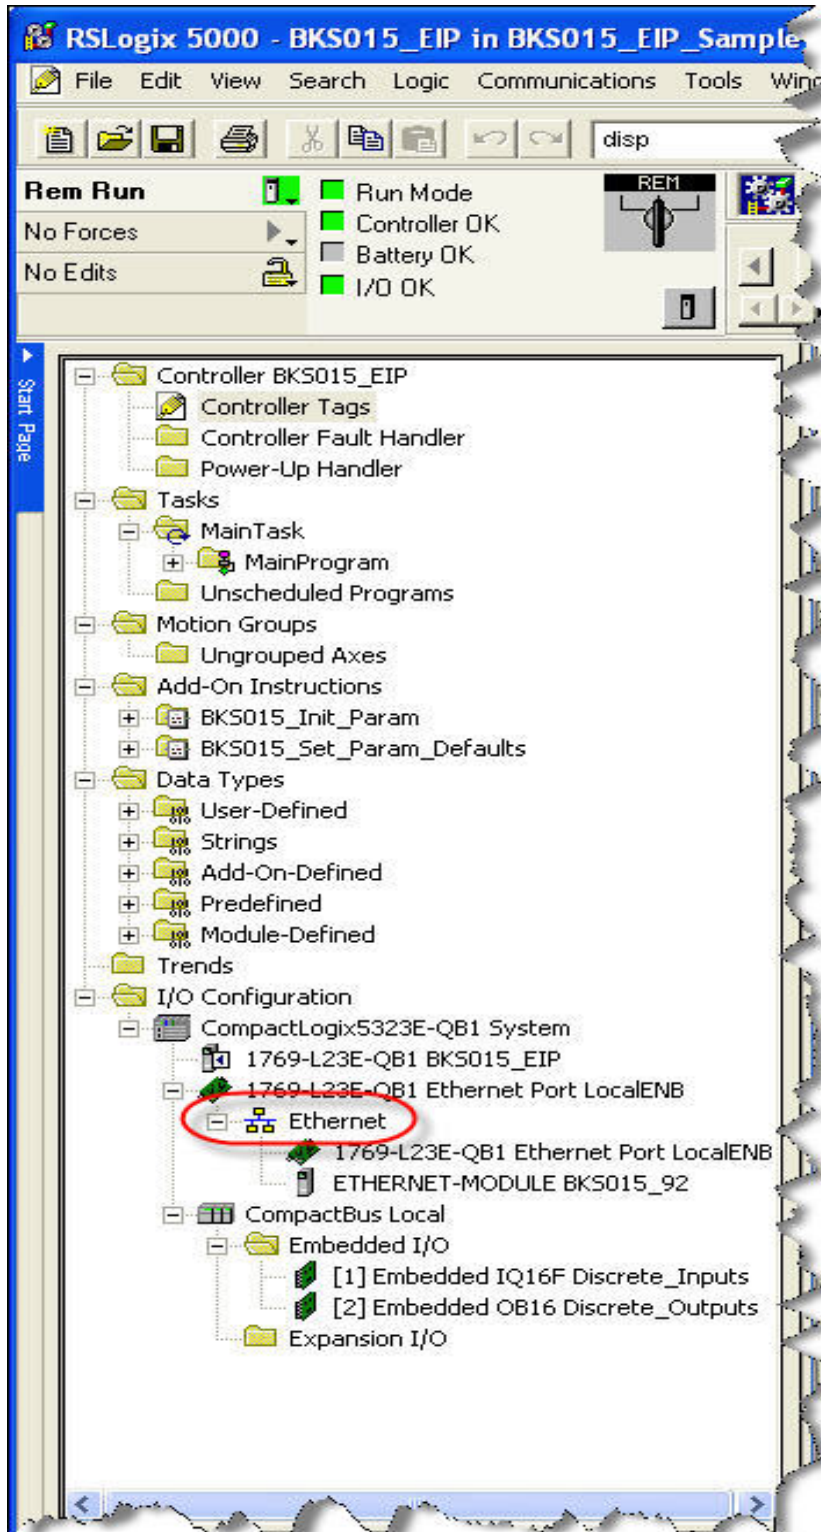 RSLogix 5000 - BKS015_EIP in BKS015_EIP_Sample
File Edit View Search Logic Communications Tools
disp
Rem Run
Run Mode
REM
No Forces
Controller OK
Battery OK
No Edits
I/O OK
Start Page
Controller BKS015_EIP
Controller Tags
Controller Fault Handler
Power-Up Handler
Tasks
MainTask
MainProgram
Unscheduled Programs
Motion Groups
Ungrouped Axes
Add-On Instructions
BKS015_Init_Param
BKS015_Set_Param_Defaults
Data Types
User-Defined
Strings
Add-On-Defined
Predefined
Module-Defined
Trends
I/O Configuration
CompactLogix5323E-QB1 System
1769-L23E-QB1 BKS015_EIP
1769-L23E-QB1 Ethernet Port LocalENB
Ethernet
1769-L23E-QB1 Ethernet Port LocalENB
ETHERNET-MODULE BKS015_92
CompactBus Local
Embedded I/O
[1] Embedded IQ16F Discrete_Inputs
[2] Embedded OB16 Discrete_Outputs
Expansion I/O